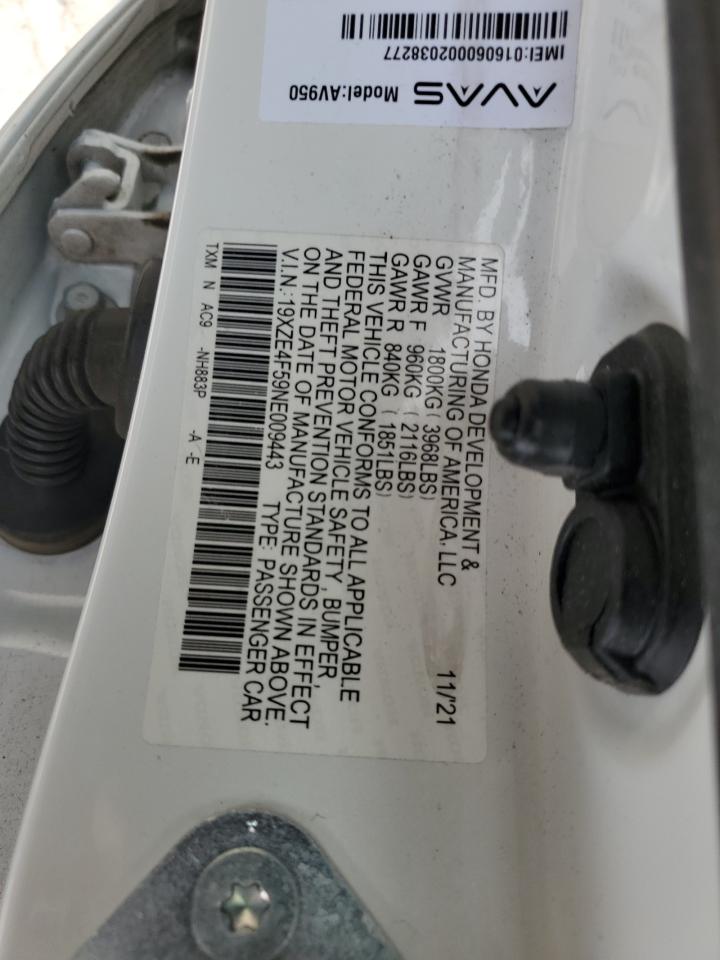 AVAS Model:AV950
IMEI:016060002038277
MFD. BY HONDA DEVELOPMENT &
MANUFACTURING OF AMERICA, LLC 11/'21
GVWR 1800KG ( 3968LBS)
GAWR F 960KG ( 2116LBS)
GAWR R 840KG ( 1851LBS)
THIS VEHICLE CONFORMS TO ALL APPLICABLE
FEDERAL MOTOR VEHICLE SAFETY , BUMPER,
AND THEFT PREVENTION STANDARDS IN EFFECT
ON THE DATE OF MANUFACTURE SHOWN ABOVE.
V.I.N.: 19XZE4F59NE009443 TYPE: PASSENGER CAR
TXM N AC9 -NH883P -A -E